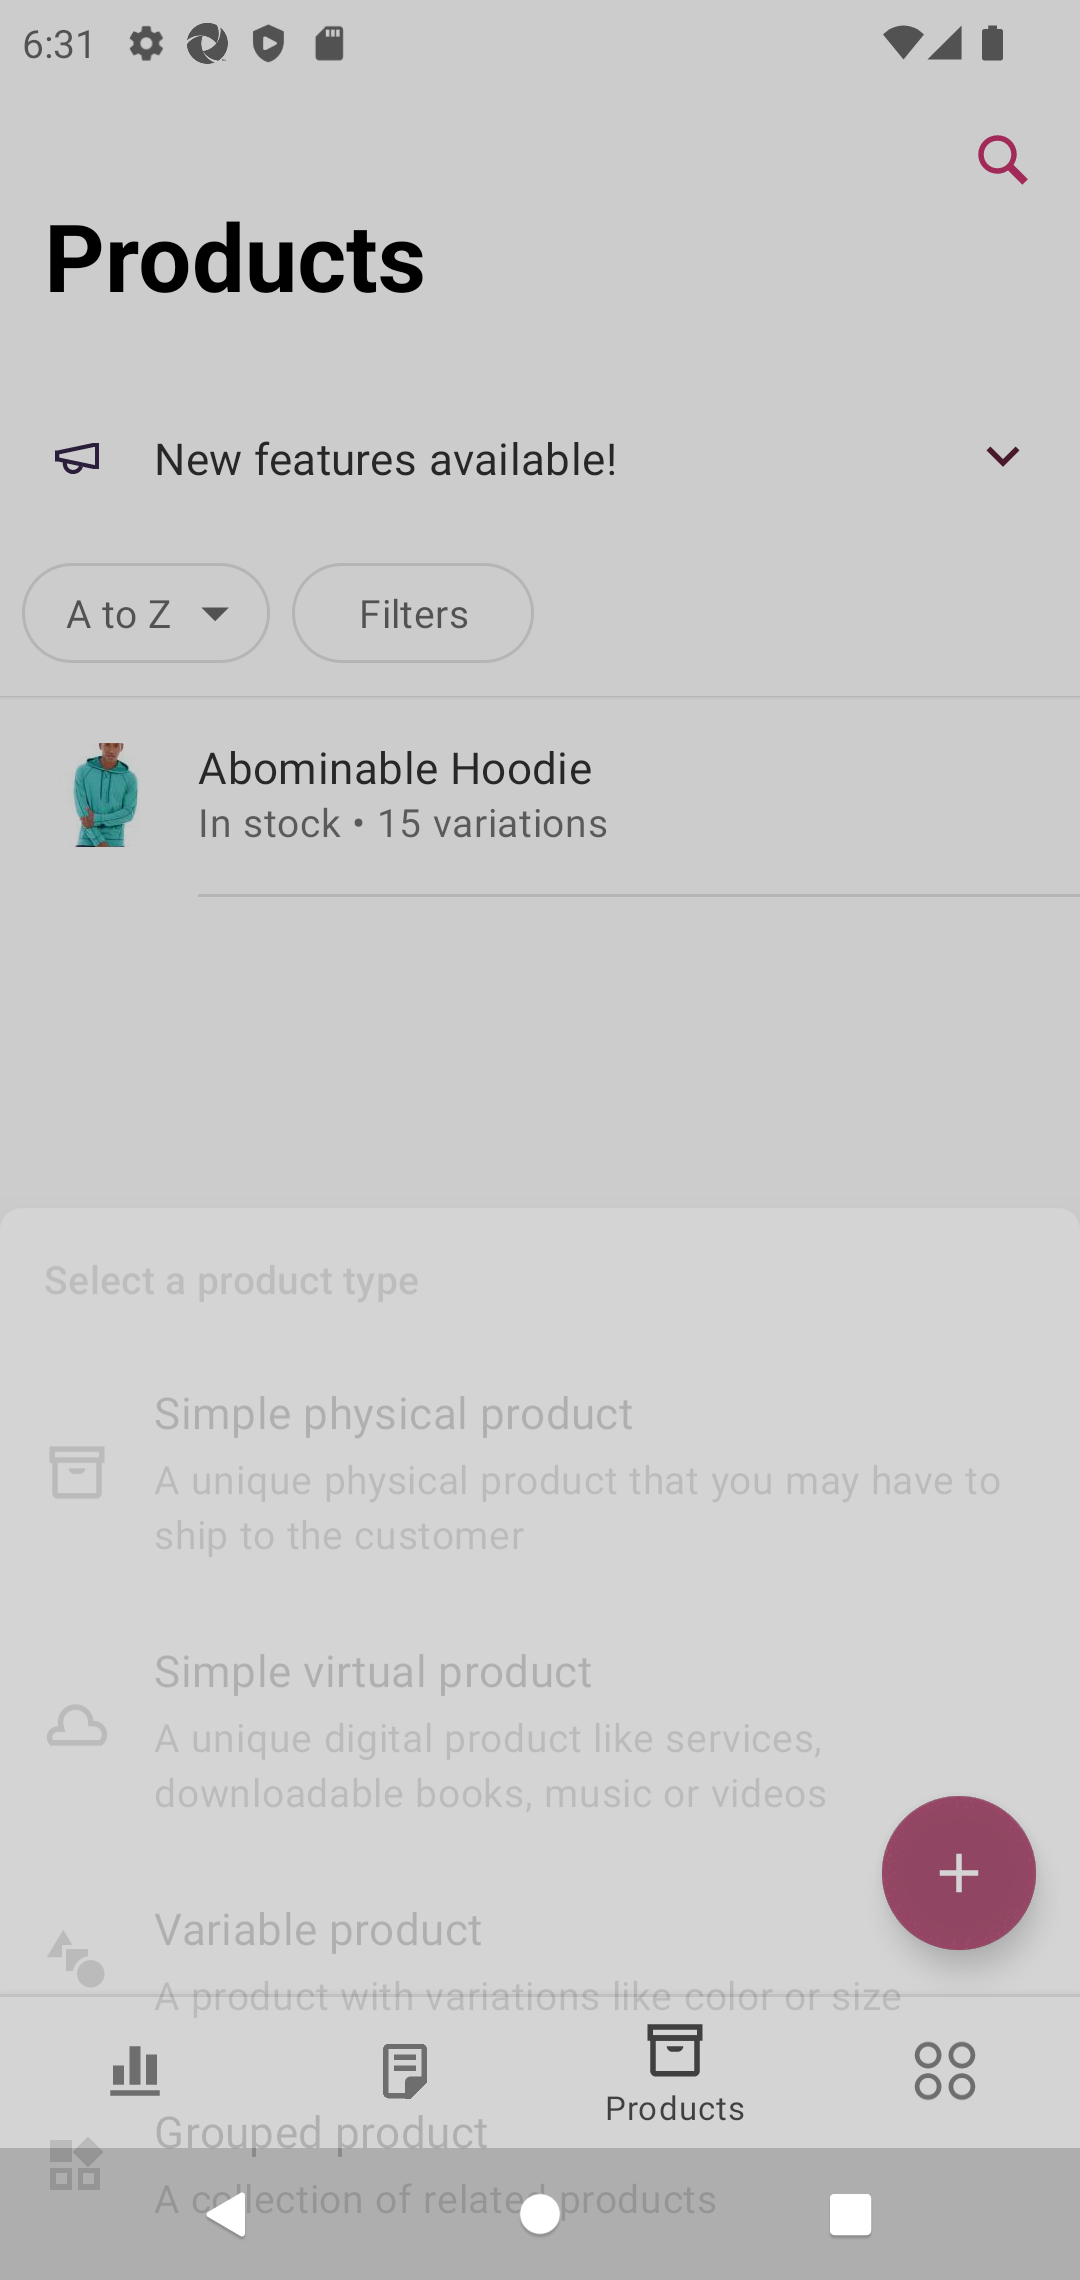 6:31
Products
New features available!
A to Z
Filters
Abominable Hoodie
In stock • 15 variations
Select a product type
Simple physical product
A unique physical product that you may have to
ship to the customer
Simple virtual product
A unique digital product like services,
downloadable books, music or videos
Variable product
A product with variations like color or size
Products
Grouped product
A collection of related products